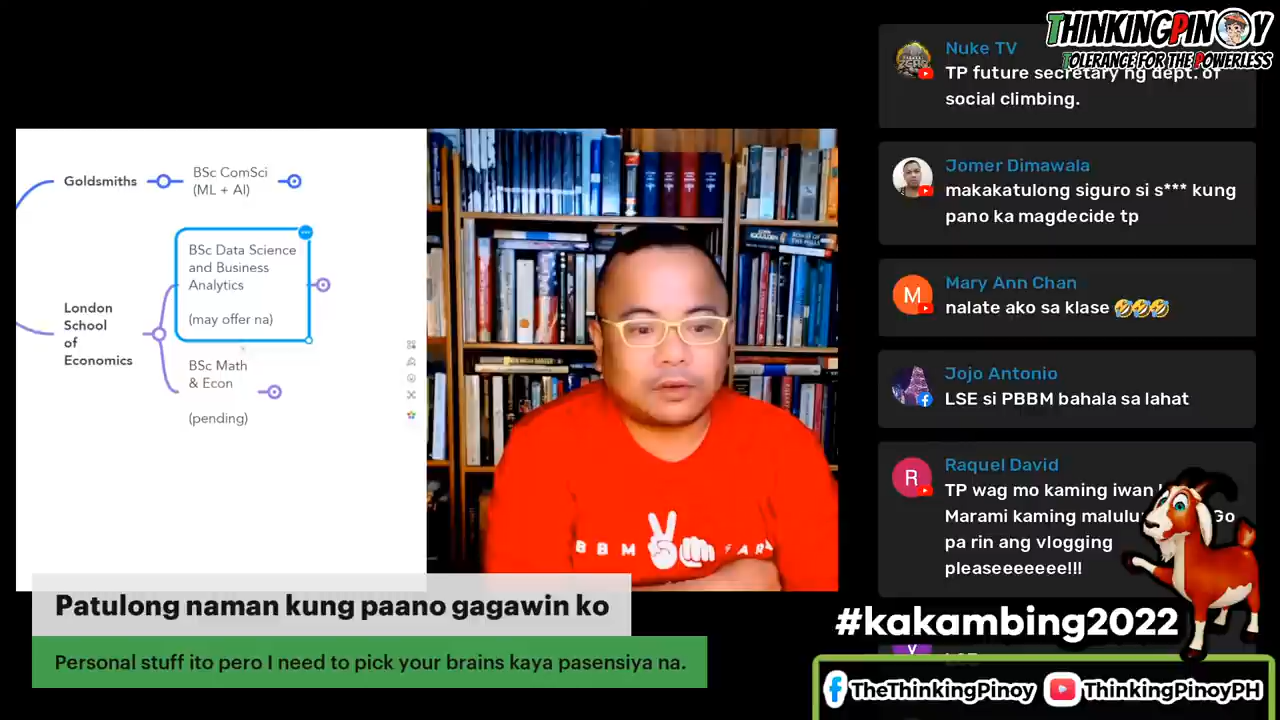 THINKINGPINOY
TOLERANCE FOR THE POWERLESS
Goldsmiths
BSc ComSci
(ML + AI)
BSc Data Science
and Business
Analytics
(may offer na)
London
School
of
Economics
BSc Math
& Econ
(pending)
BBM
Patulong naman kung paano gagawin ko
Personal stuff ito pero I need to pick your brains kaya pasensiya na.
Nuke TV
TP future secretary ng dept. of
social climbing.
Jomer Dimawala
makakatulong siguro si s*** kung
pano ka magdecide tp
M
Mary Ann Chan
nalate ako sa klase 🤣🤣🤣
Jojo Antonio
LSE si PBBM bahala sa lahat
R
Raquel David
TP wag mo kaming iwan
Marami kaming Go
pa rin ang vlogging
pleaseeeeeee!!!
#kakambing2022
TheThinkingPinoy ThinkingPinoyPH